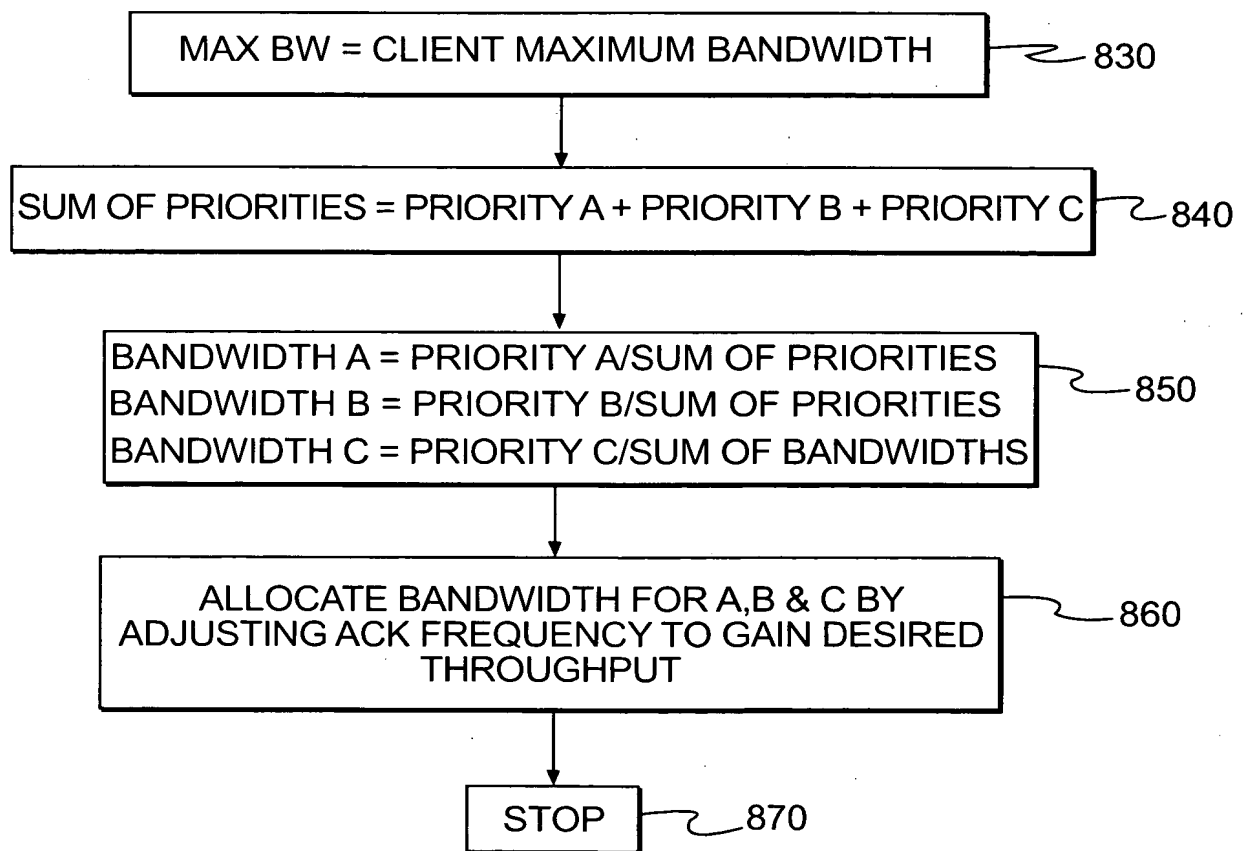 MAX BW = CLIENT MAXIMUM BANDWIDTH
830
SUM OF PRIORITIES = PRIORITY A + PRIORITY B + PRIORITY C
840
BANDWIDTH A = PRIORITY A/SUM OF PRIORITIES
BANDWIDTH B = PRIORITY B/SUM OF PRIORITIES
BANDWIDTH C = PRIORITY C/SUM OF BANDWIDTHS
850
ALLOCATE BANDWIDTH FOR A,B & C BY
ADJUSTING ACK FREQUENCY TO GAIN DESIRED
THROUGHPUT
860
STOP
870